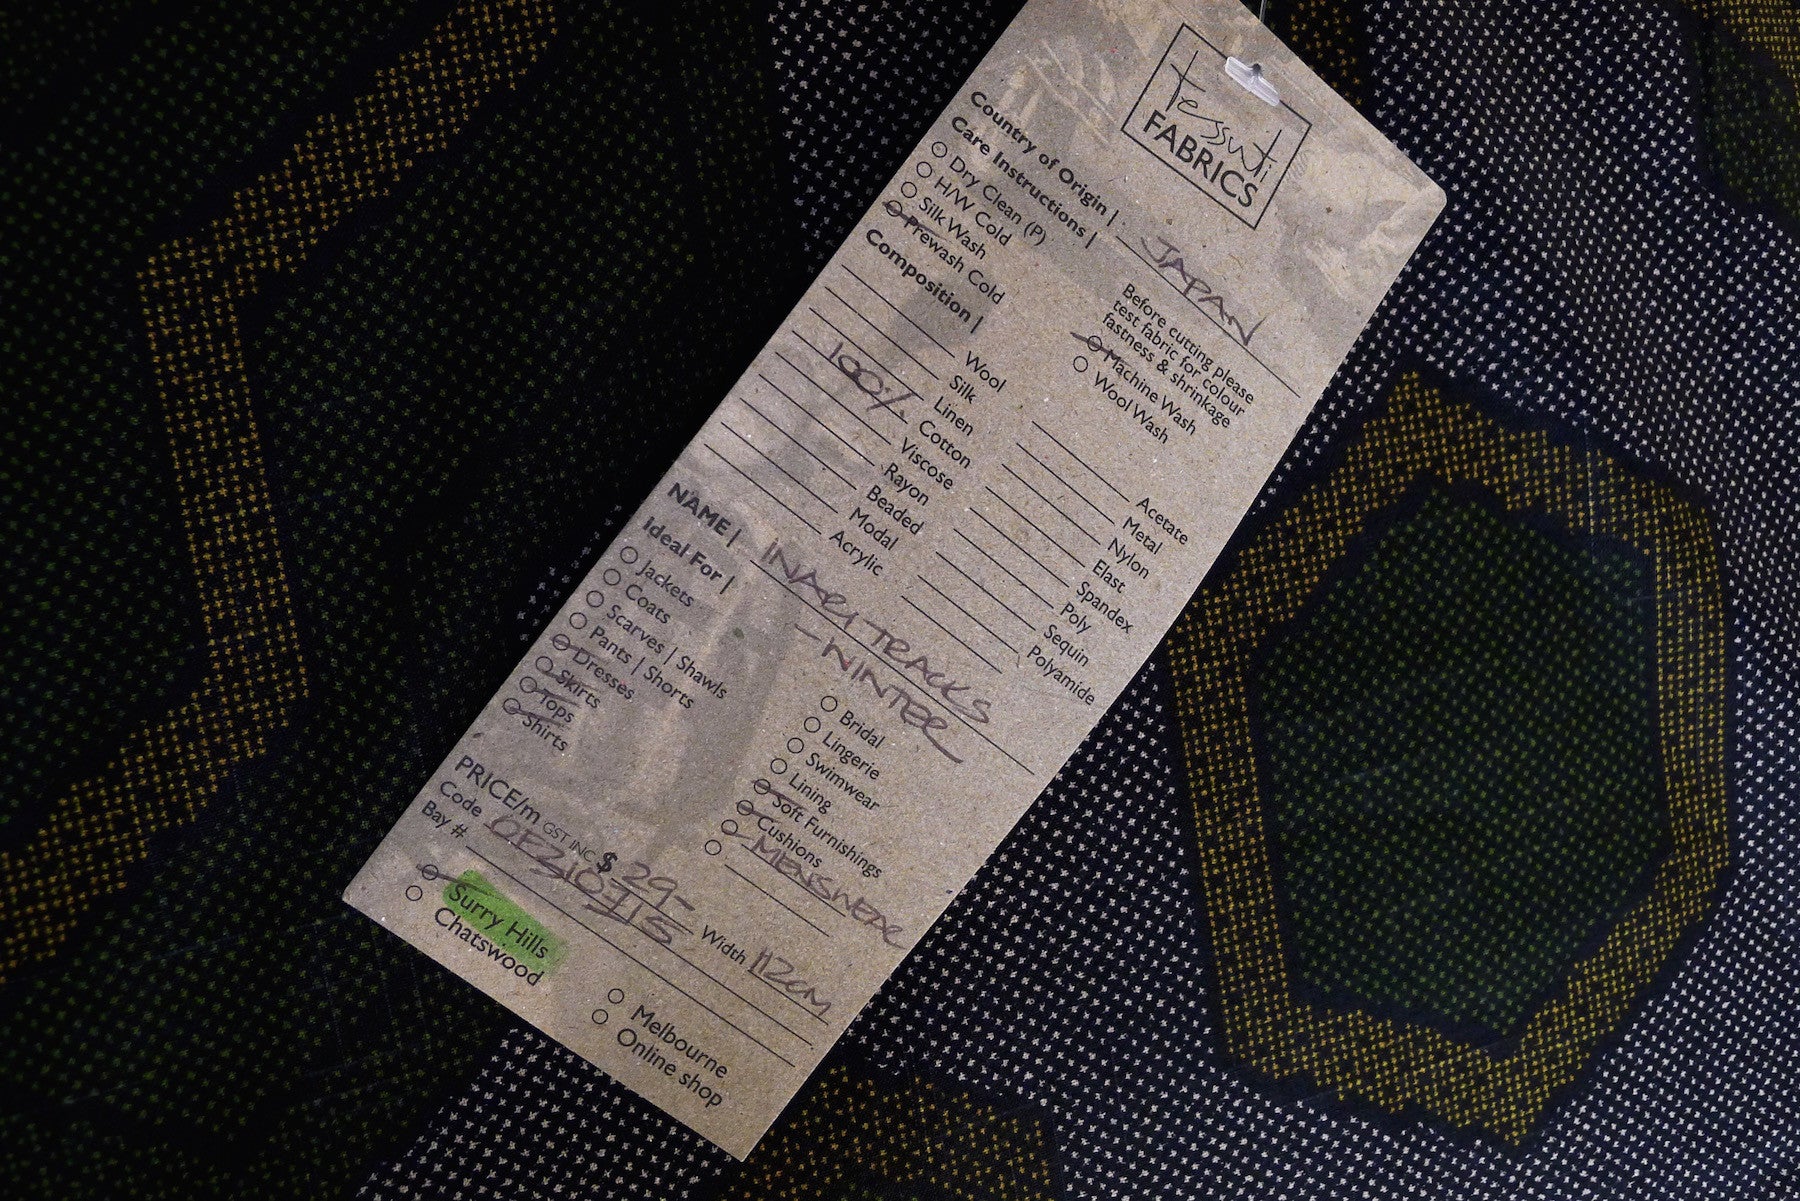 Tessuti
FABRICS
Country of Origin | JAPAN
Care Instructions |
Dry Clean (P)
H/W Cold
Silk Wash
Prewash Cold
Before cutting please
test fabric for colour
fastness & shrinkage
Machine Wash
Wool Wash
Composition |
Wool
Silk
Linen
100% Cotton
Viscose
Rayon
Beaded
Modal
Acrylic
Acetate
Metal
Nylon
Elast
Spandex
Poly
Sequin
Polyamide
NAME | INARI TRACKS
- WINTER
Ideal For |
Jackets
Coats
Scarves | Shawls
Pants | Shorts
Dresses
Skirts
Tops
Shirts
Bridal
Lingerie
Swimwear
Lining
Soft Furnishings
Cushions
MENSWEAR
PRICE/m GST INC $ 29- Width 112cm
Code
Bay #
Surry Hills
Chatswood
Melbourne
Online shop